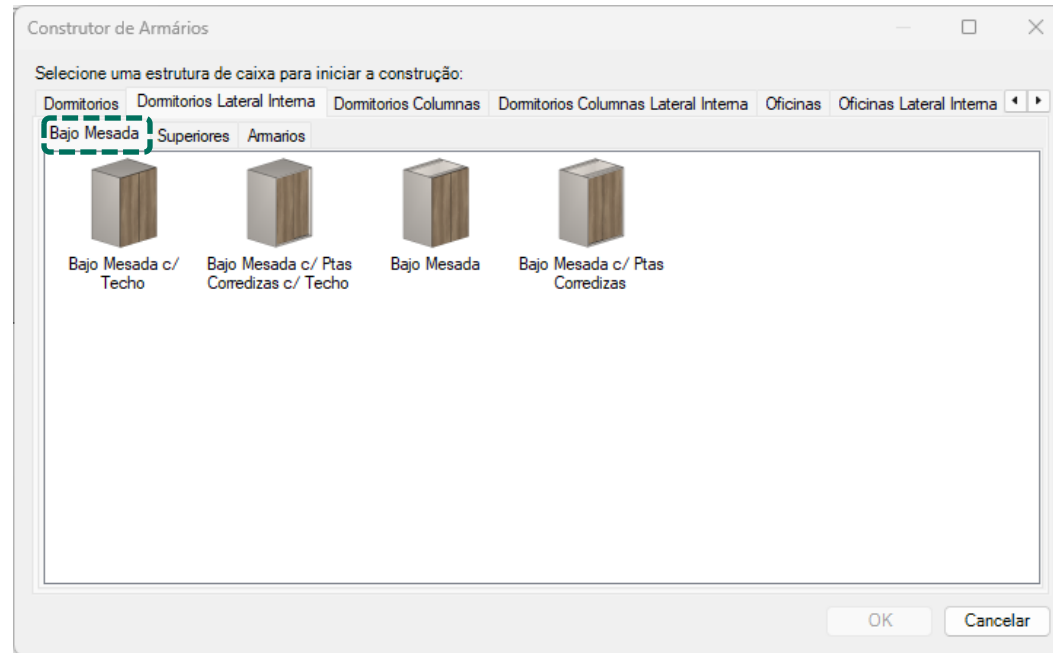 Construtor de Armários
Selecione uma estrutura de caixa para iniciar a construção:
Dormitorios Dormitorios Lateral Interna Dormitorios Columnas Dormitorios Columnas Lateral Interna Oficinas Oficinas Lateral Interna
Bajo Mesada Superiores Armarios
Bajo Mesada c/ Bajo Mesada c/ Ptas Bajo Mesada Bajo Mesada c/ Ptas
Techo Corredizas c/ Techo Corredizas
OK Cancelar